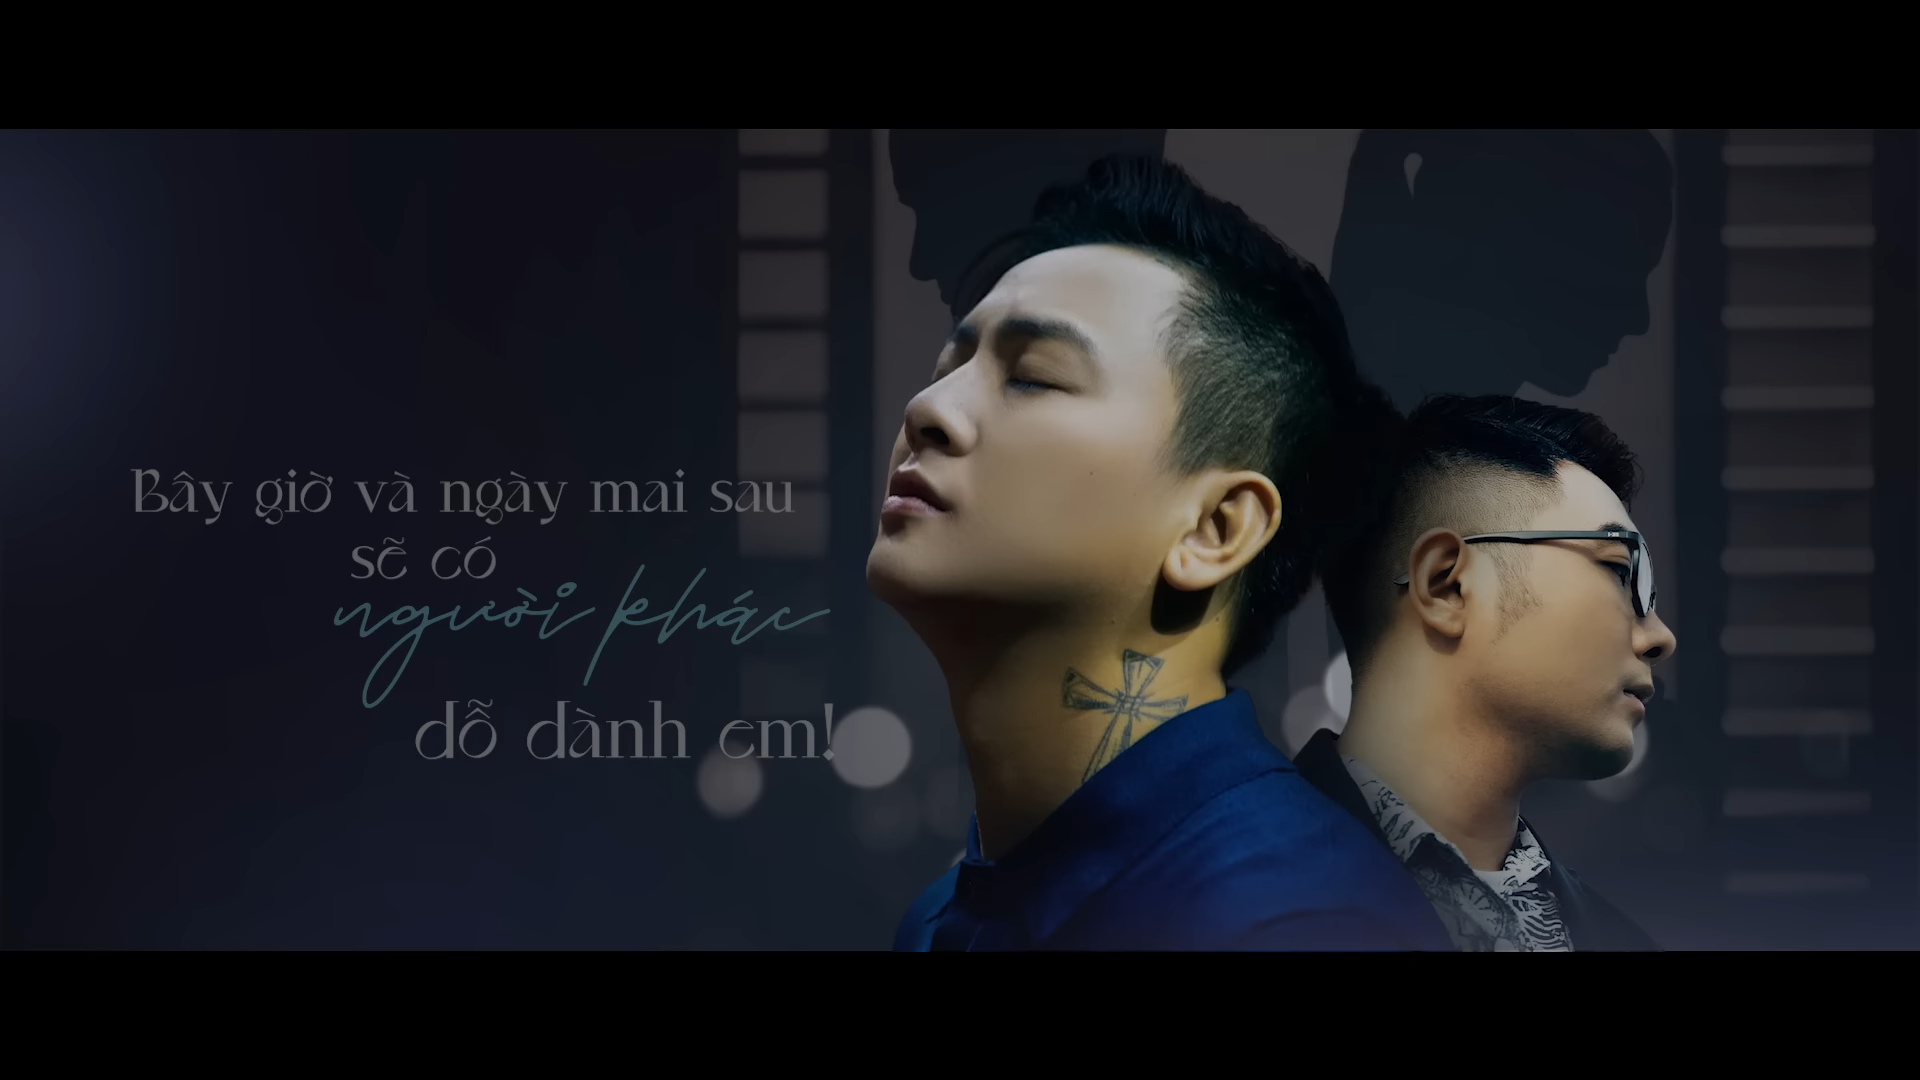 Bây giờ và ngày mai sau
sẽ có
người khác
dỗ dành em!